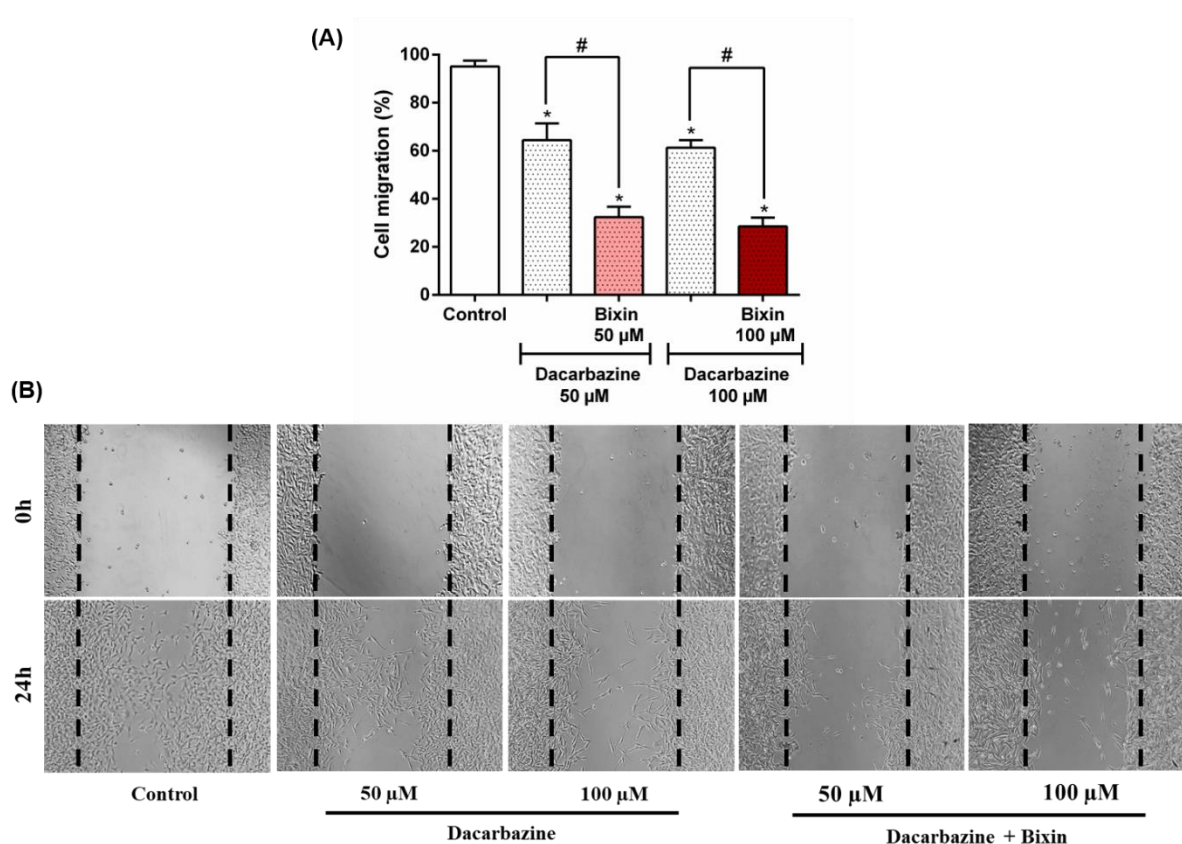 (A)
#
#
100
80
60
40
20
0
Cell migration (%)
*
*
*
*
Control
Bixin
50 µM
Bixin
100 µM
Dacarbazine
50 µM
Dacarbazine
100 µM
(B)
0h
24h
Control
50 µM
100 µM
50 µM
100 µM
Dacarbazine
Dacarbazine + Bixin